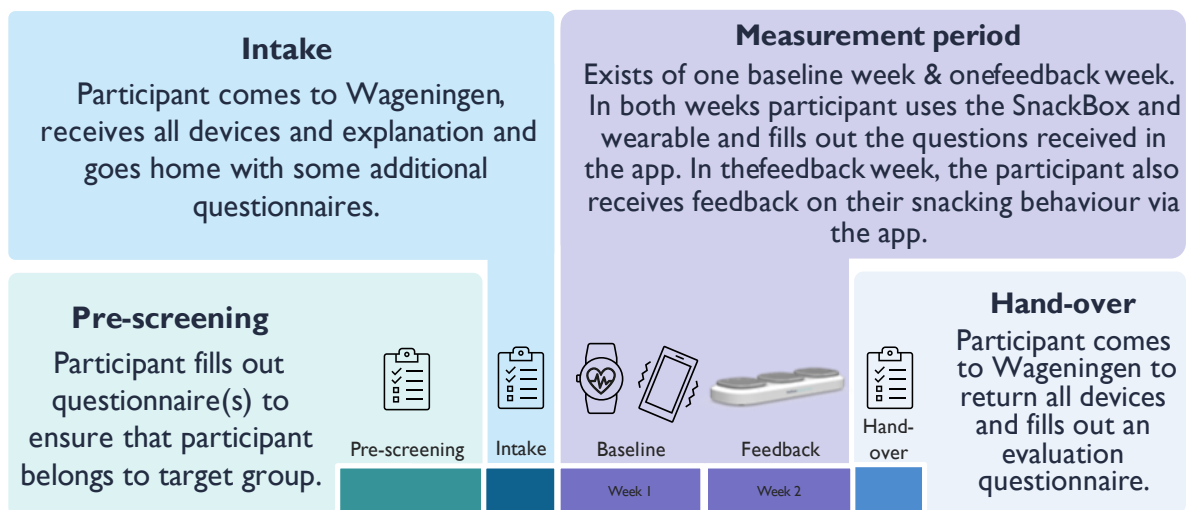 Intake
Participant comes to Wageningen,
receives all devices and explanation and
goes home with some additional
questionnaires.
Measurement period
Exists of one baseline week & onefeedback week.
In both weeks participant uses the SnackBox and
wearable and fills out the questions received in
the app. In thefeedback week, the participant also
receives feedback on their snacking behaviour via
the app.
Pre-screening
Participant fills out
questionnaire(s) to
ensure that participant
belongs to target group.
Pre-screening
Intake
Baseline
Feedback
Hand-
over
Week 1
Week 2
Hand-over
Participant comes
to Wageningen to
return all devices
and fills out an
evaluation
questionnaire.